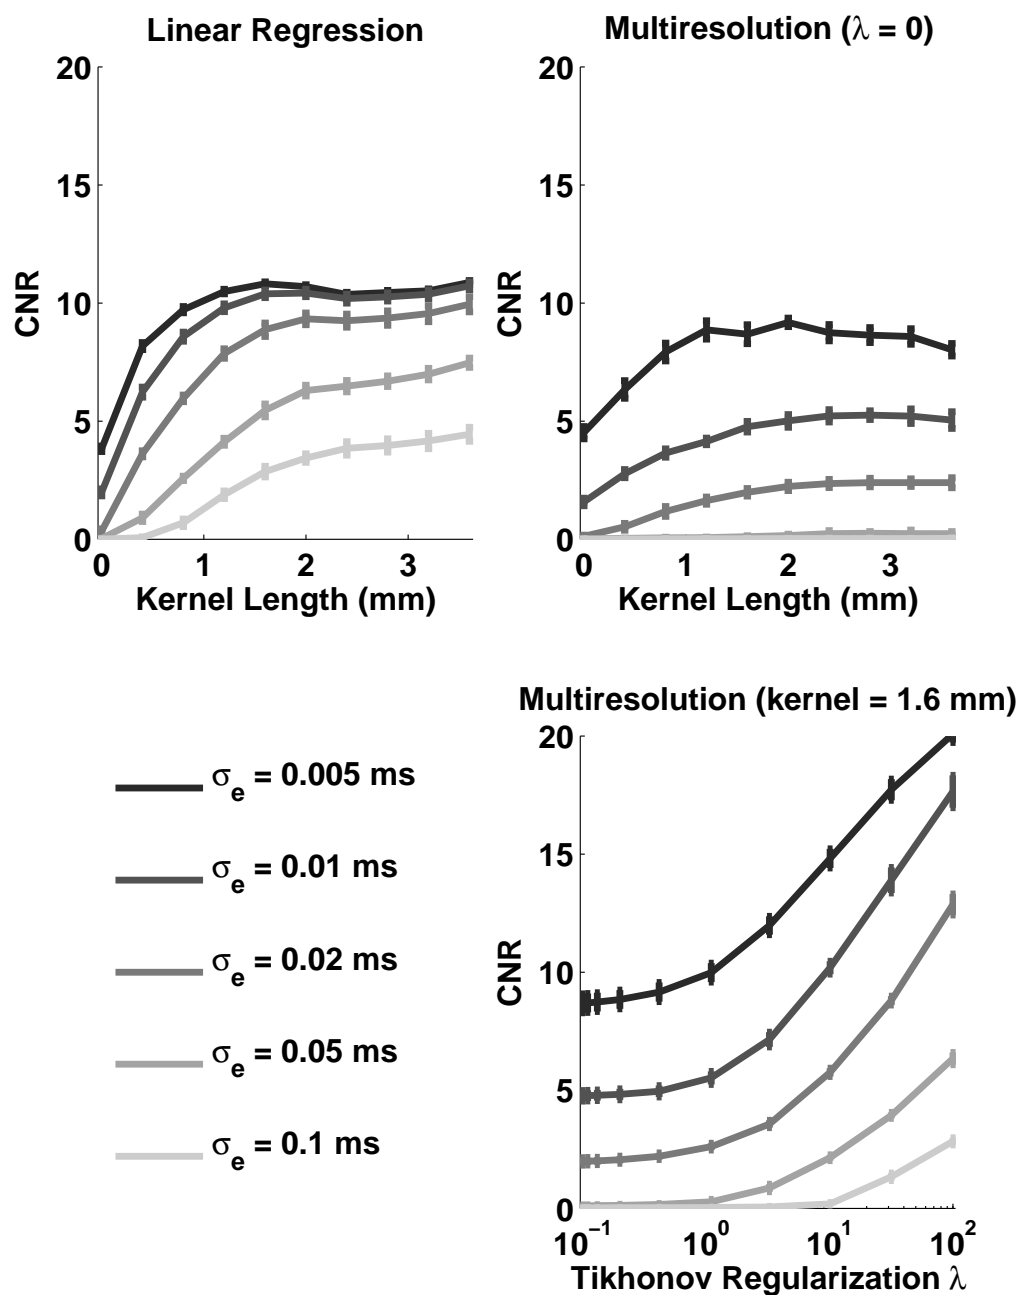 Linear Regression
20
15
10
5
0
CNR
0 1 2 3
Kernel Length (mm)
Multiresolution (λ = 0)
20
15
10
5
0
CNR
0 1 2 3
Kernel Length (mm)
σe = 0.005 ms
σe = 0.01 ms
σe = 0.02 ms
σe = 0.05 ms
σe = 0.1 ms
Multiresolution (kernel = 1.6 mm)
20
15
10
5
0
CNR
10−1 100 101 102
Tikhonov Regularization λ